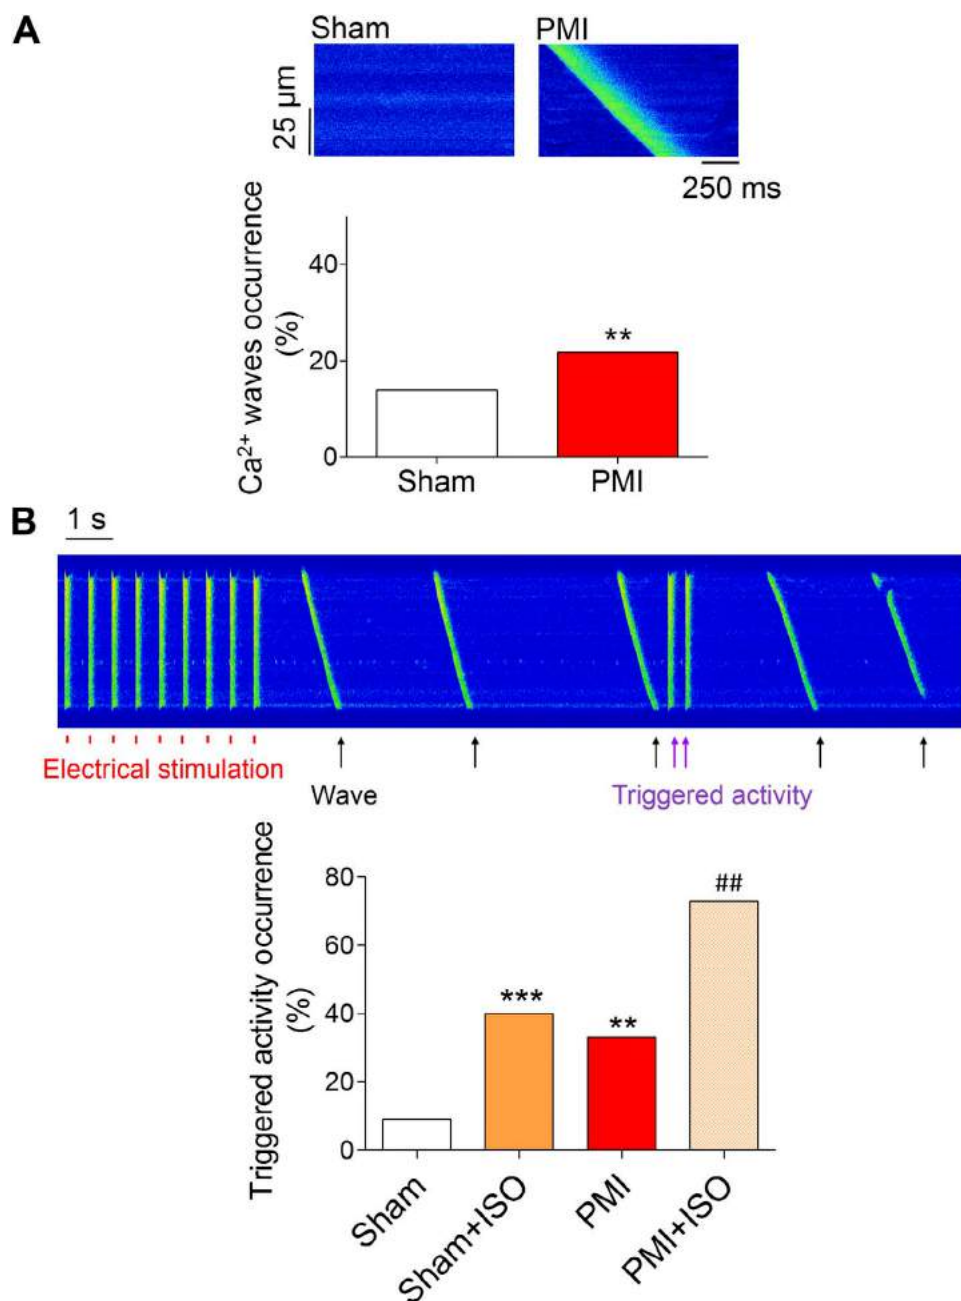 A
Sham PMI
25 µm
250 ms
Ca²⁺ waves occurrence
(%)
40
20
0
Sham PMI
**
B
1 s
Electrical stimulation
Wave
Triggered activity
Triggered activity occurrence
(%)
80
60
40
20
0
***
**
##
Sham
Sham+ISO
PMI
PMI+ISO